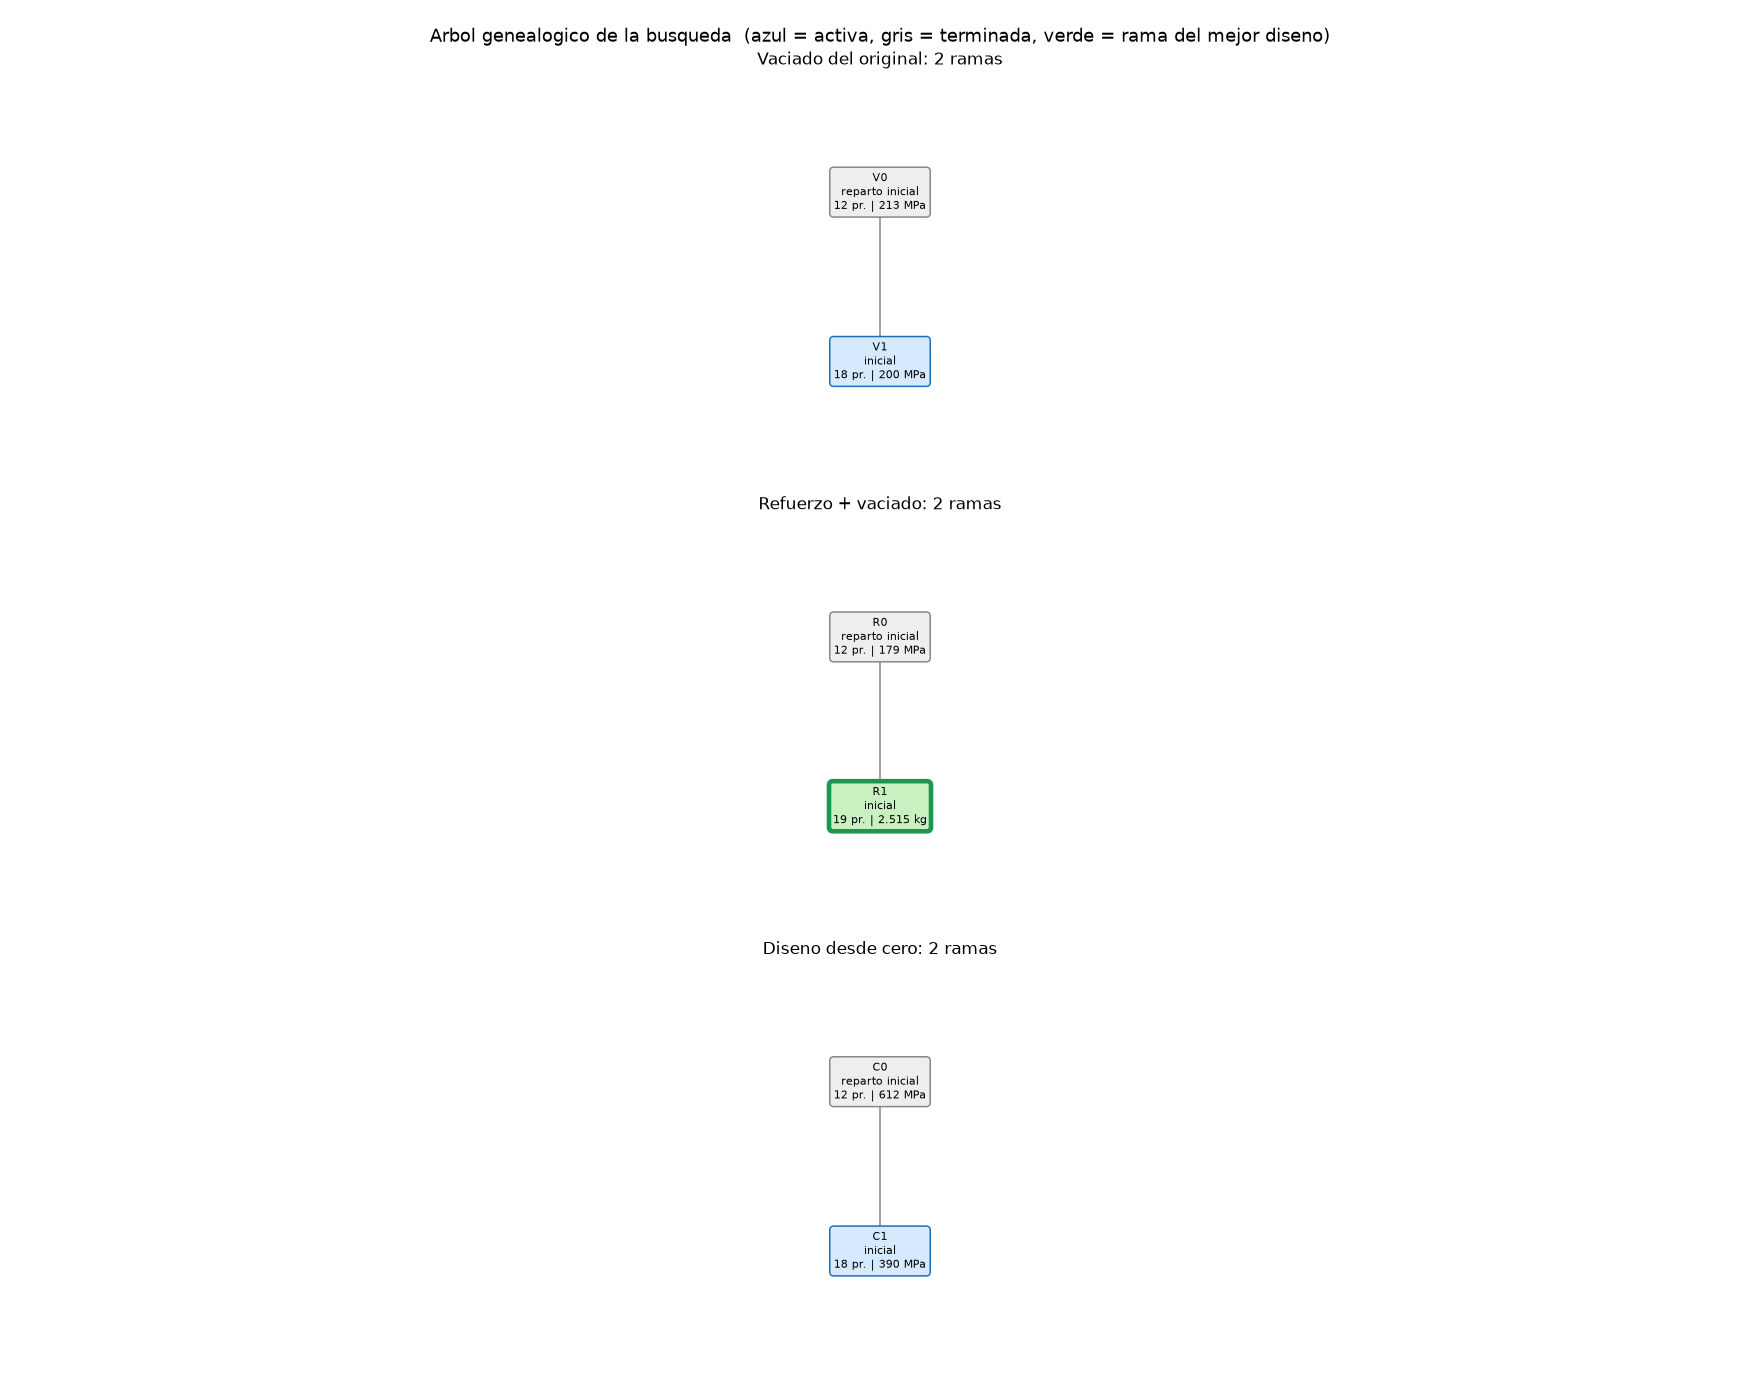 Arbol genealogico de la busqueda  (azul = activa, gris = terminada, verde = rama del mejor diseno)
Vaciado del original: 2 ramas
V0
reparto inicial
12 pr. | 213 MPa
V1
inicial
18 pr. | 200 MPa
Refuerzo + vaciado: 2 ramas
R0
reparto inicial
12 pr. | 179 MPa
R1
inicial
19 pr. | 2.515 kg
Diseno desde cero: 2 ramas
C0
reparto inicial
12 pr. | 612 MPa
C1
inicial
18 pr. | 390 MPa